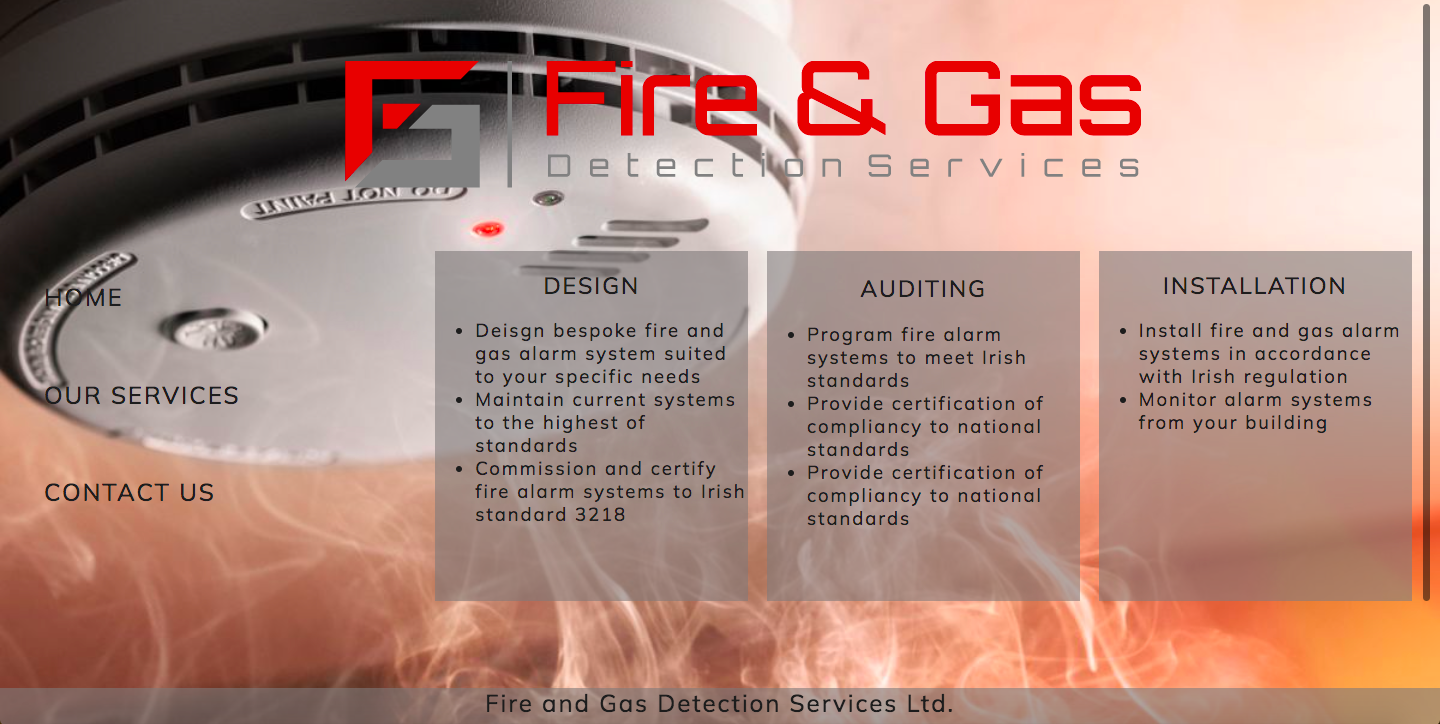 Fire & Gas
Detection Services
DO NOT PAINT
HOME
OUR SERVICES
CONTACT US
DESIGN
• Deisgn bespoke fire and
gas alarm system suited
to your specific needs
• Maintain current systems
to the highest of
standards
• Commission and certify
fire alarm systems to Irish
standard 3218
AUDITING
• Program fire alarm
systems to meet Irish
standards
• Provide certification of
compliancy to national
standards
• Provide certification of
compliancy to national
standards
INSTALLATION
• Install fire and gas alarm
systems in accordance
with Irish regulation
• Monitor alarm systems
from your building
Fire and Gas Detection Services Ltd.